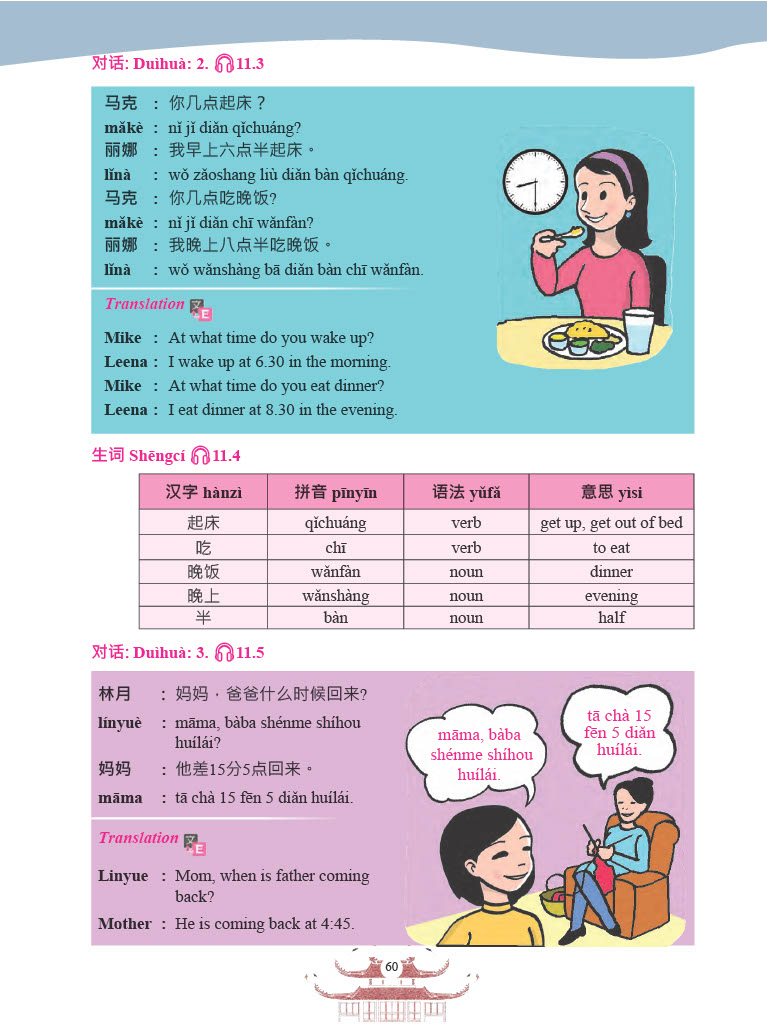 对话: Duìhuà: 2. 11.3
马克 : 你几点起床？
mǎkè : nǐ jǐ diǎn qǐchuáng?
丽娜 : 我早上六点半起床。
lǐnà : wǒ zǎoshang liù diǎn bàn qǐchuáng.
马克 : 你几点吃晚饭?
mǎkè : nǐ jǐ diǎn chī wǎnfàn?
丽娜 : 我晚上八点半吃晚饭。
lǐnà : wǒ wǎnshàng bā diǎn bàn chī wǎnfàn.
Translation 文 E
Mike : At what time do you wake up?
Leena : I wake up at 6.30 in the morning.
Mike : At what time do you eat dinner?
Leena : I eat dinner at 8.30 in the evening.
生词 Shēngcí 11.4
汉字 hànzì 拼音 pīnyīn 语法 yǔfǎ 意思 yìsi
起床 qǐchuáng verb get up, get out of bed
吃 chī verb to eat
晚饭 wǎnfàn noun dinner
晚上 wǎnshàng noun evening
半 bàn noun half
对话: Duìhuà: 3. 11.5
林月 : 妈妈，爸爸什么时候回来?
línyuè : māma, bàba shénme shíhou
huílái?
妈妈 : 他差15分5点回来。
māma : tā chà 15 fēn 5 diǎn huílái.
Translation 文 E
Linyue : Mom, when is father coming
back?
Mother : He is coming back at 4:45.
māma, bàba
shénme shíhou
huílái.
tā chà 15
fēn 5 diǎn
huílái.
60